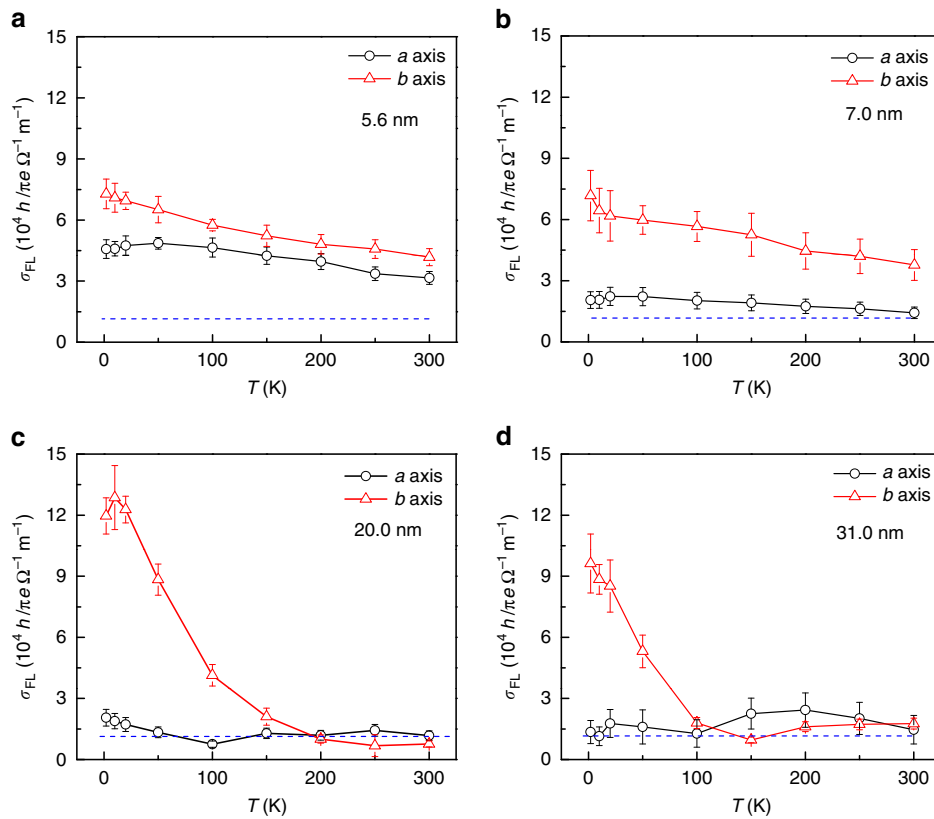 a
15
12
9
6
3
0
σFL (10⁴ ħ/πe Ω⁻¹ m⁻¹)
a axis
b axis
5.6 nm
0 100 200 300
T (K)
b
15
12
9
6
3
0
σFL (10⁴ ħ/πe Ω⁻¹ m⁻¹)
a axis
b axis
7.0 nm
0 100 200 300
T (K)
c
15
12
9
6
3
0
σFL (10⁴ ħ/πe Ω⁻¹ m⁻¹)
a axis
b axis
20.0 nm
0 100 200 300
T (K)
d
15
12
9
6
3
0
σFL (10⁴ ħ/πe Ω⁻¹ m⁻¹)
a axis
b axis
31.0 nm
0 100 200 300
T (K)